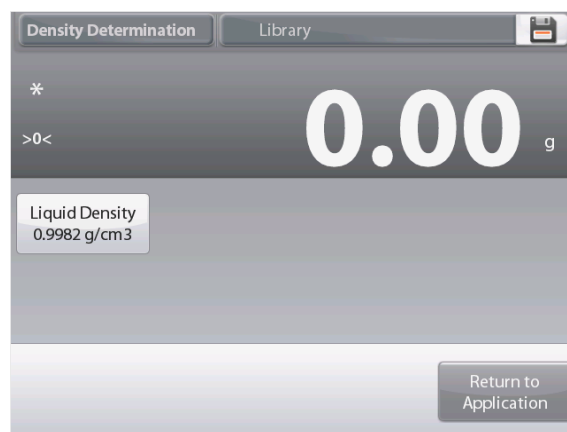 Density Determination Library
*
0.00 g
>0<
Liquid Density
0.9982 g/cm3
Return to
Application